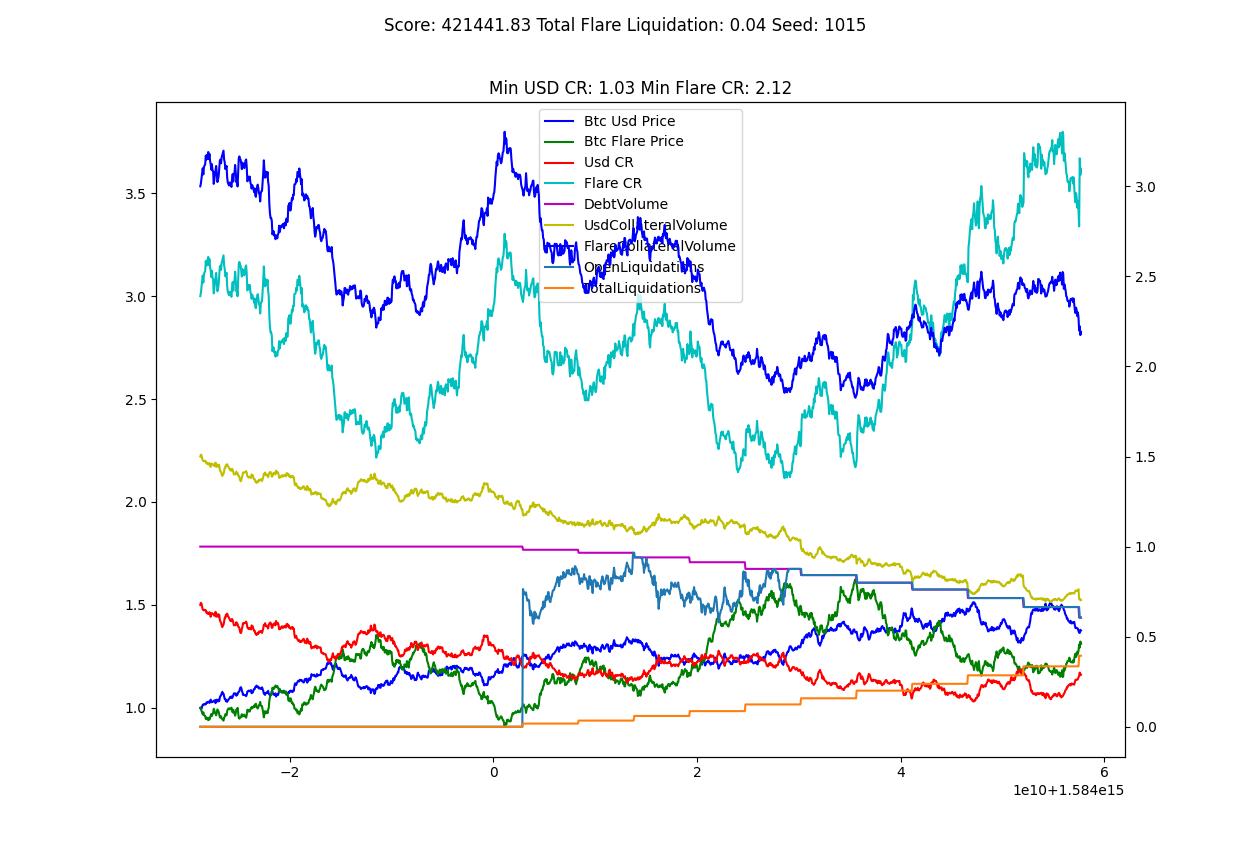 Score: 421441.83 Total Flare Liquidation: 0.04 Seed: 1015
Min USD CR: 1.03 Min Flare CR: 2.12
Btc Usd Price
Btc Flare Price
Usd CR
Flare CR
DebtVolume
UsdCollateralVolume
FlareCollateralVolume
OpenLiquidations
TotalLiquidations
3.5
3.0
2.5
2.0
1.5
1.0
3.0
2.5
2.0
1.5
1.0
0.5
0.0
−2 0 2 4 6
1e10+1.584e15